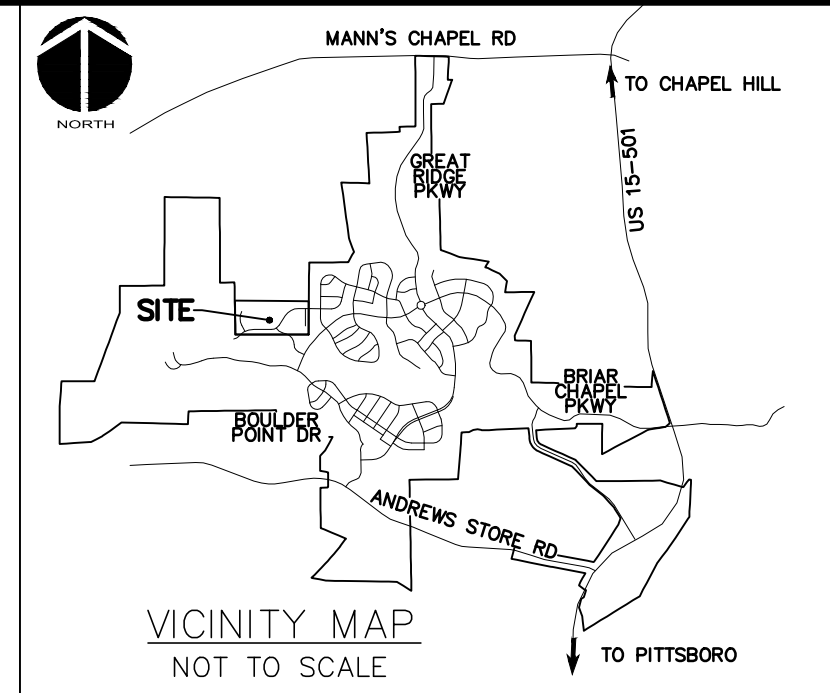 MANN'S CHAPEL RD
TO CHAPEL HILL
NORTH
US 15-501
GREAT
RIDGE
PKWY
SITE
BRIAR
CHAPEL
PKWY
BOULDER
POINT DR
ANDREWS STORE RD
VICINITY MAP
NOT TO SCALE
TO PITTSBORO